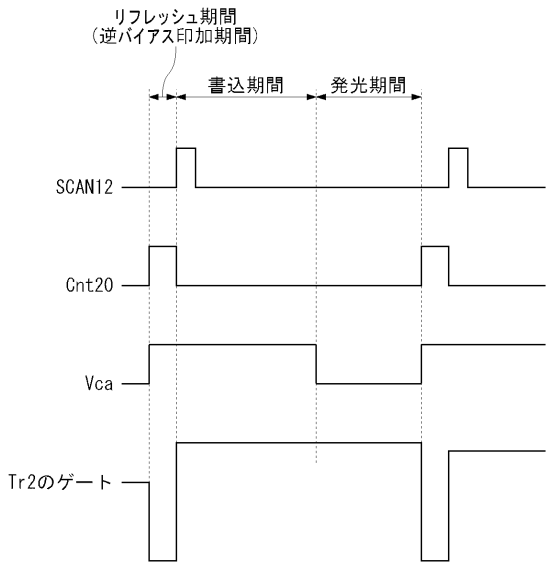 リフレッシュ期間
(逆バイアス印加期間)
書込期間
発光期間
SCAN12
Cnt20
Vca
Tr2のゲート